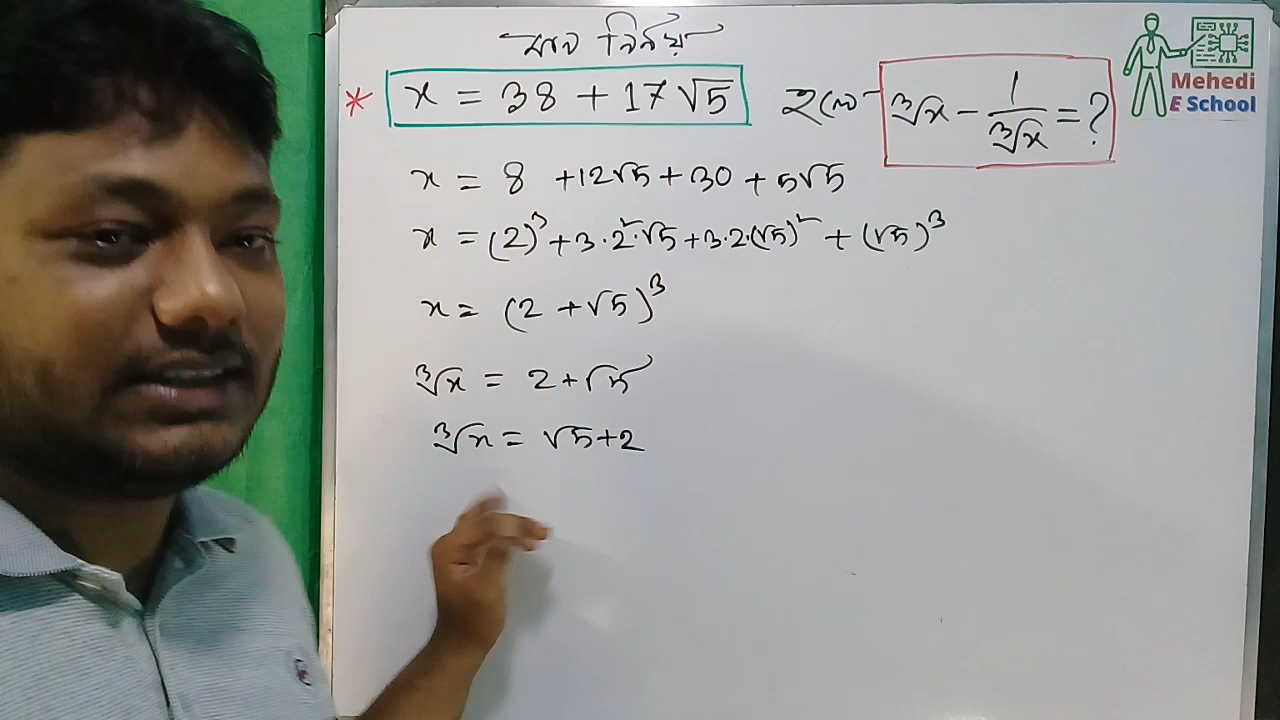 মান নির্নয়
* x = 38 + 17√5 হলে ∛x − 1/∛x = ?
Mehedi
E School
x = 8 + 12√5 + 30 + 5√5
x = (2)³ + 3·2²·√5 + 3·2·(√5)² + (√5)³
x = (2 + √5)³
∛x = 2 + √5
∛x = √5 + 2